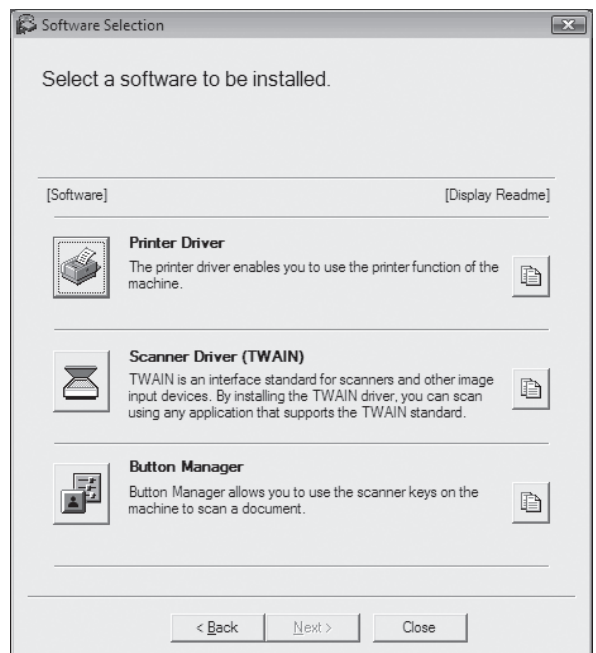 Software Selection
Select a software to be installed.
[Software] [Display Readme]
Printer Driver
The printer driver enables you to use the printer function of the
machine.
Scanner Driver (TWAIN)
TWAIN is an interface standard for scanners and other image
input devices. By installing the TWAIN driver, you can scan
using any application that supports the TWAIN standard.
Button Manager
Button Manager allows you to use the scanner keys on the
machine to scan a document.
< Back Next > Close